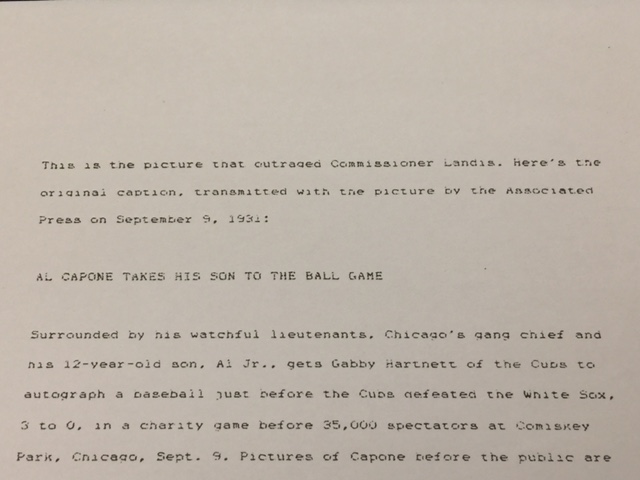 This is the picture that outraged Commissioner Landis. Here's the
original caption, transmitted with the picture by the Associated
Press on September 9, 1931:
AL CAPONE TAKES HIS SON TO THE BALL GAME
Surrounded by his watchful lieutenants, Chicago's gang chief and
his 12-year-old son, Al Jr., gets Gabby Hartnett of the Cubs to
autograph a baseball just before the Cubs defeated the White Sox,
3 to 0, in a charity game before 35,000 spectators at Comiskey
Park, Chicago, Sept. 9. Pictures of Capone before the public are